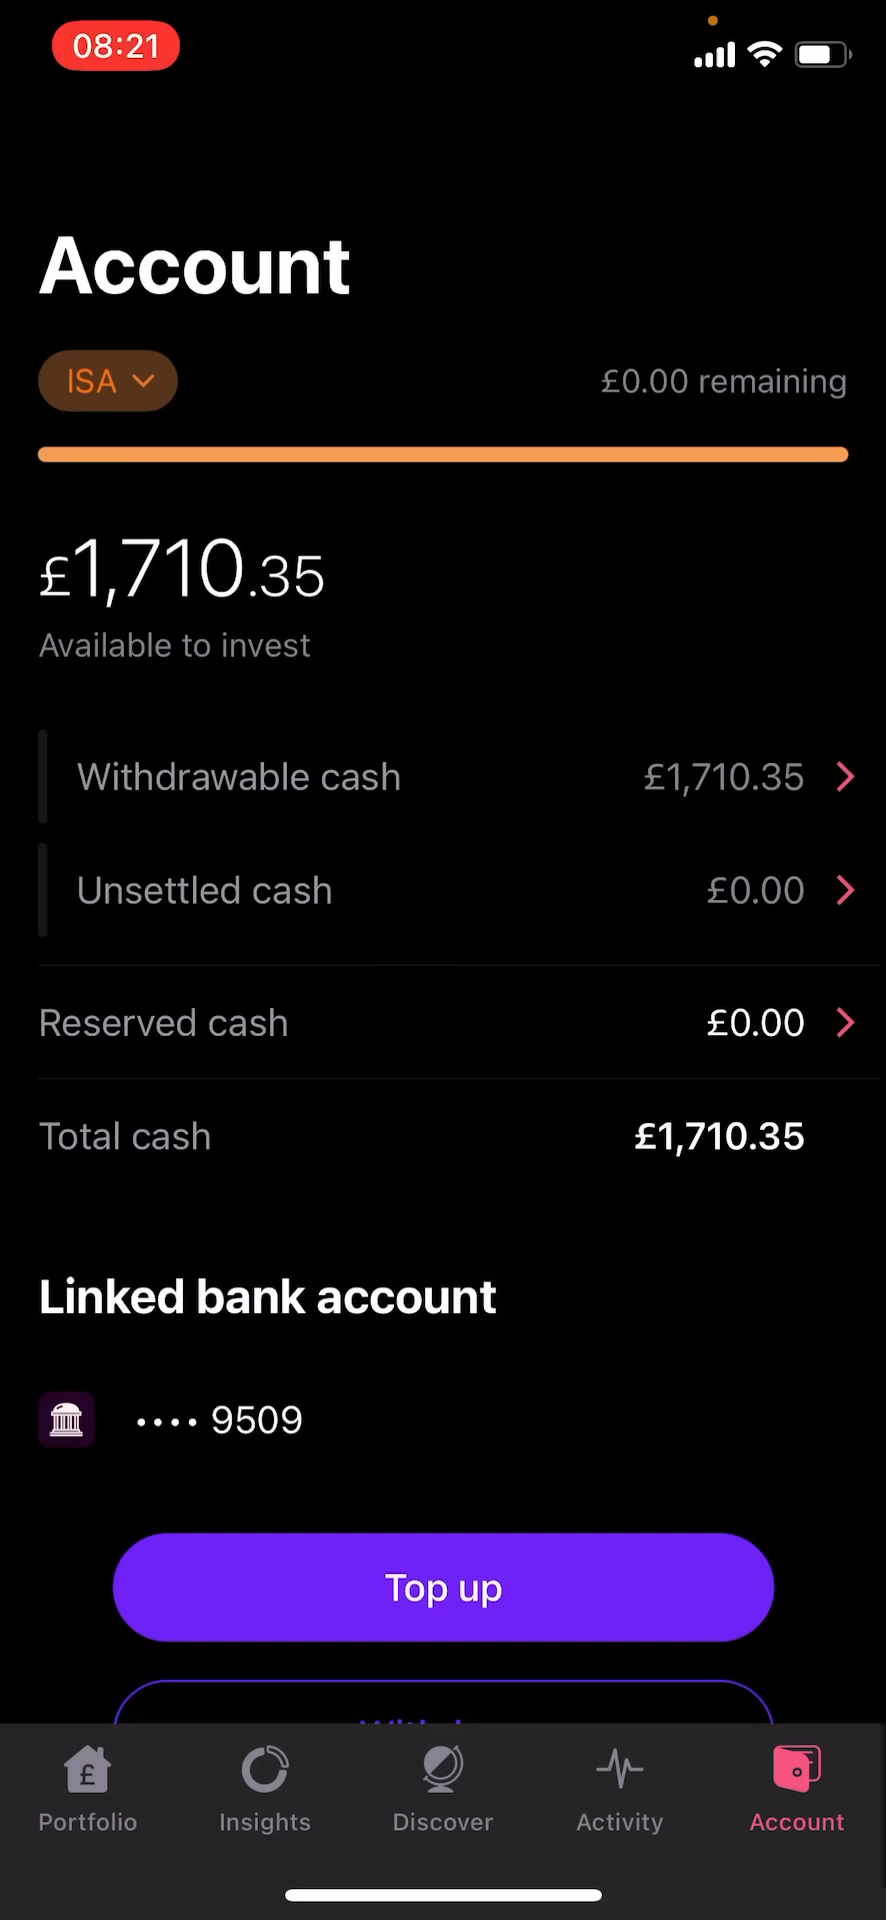 08:21
Account
ISA
£0.00 remaining
£1,710.35
Available to invest
Withdrawable cash £1,710.35
Unsettled cash £0.00
Reserved cash £0.00
Total cash £1,710.35
Linked bank account
•••• 9509
Top up
Portfolio Insights Discover Activity Account